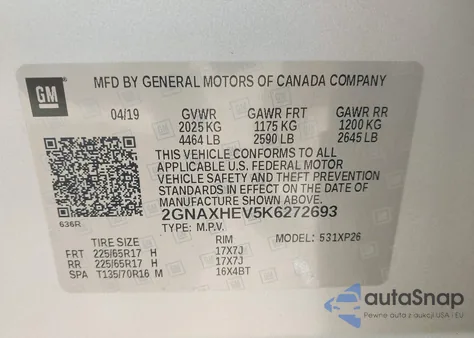 GM
MFD BY GENERAL MOTORS OF CANADA COMPANY
04/19 GVWR GAWR FRT GAWR RR
2025 KG 1175 KG 1200 KG
4464 LB 2590 LB 2645 LB
THIS VEHICLE CONFORMS TO ALL
APPLICABLE U.S. FEDERAL MOTOR
VEHICLE SAFETY AND THEFT
PREVENTION STANDARDS IN EFFECT
ON THE DATE OF
MANUFACTURE SHOWN ABOVE.
2GNAXHEV5K6272693
636R TYPE: M.P.V.
TIRE SIZE RIM MODEL: 531XP26
FRT 225/65R17 H 17X7J
RR 225/65R17 H 17X7J
SPA T135/70R16 M 16X4BT
autoSnap
Pewne auta z aukcji USA i EU